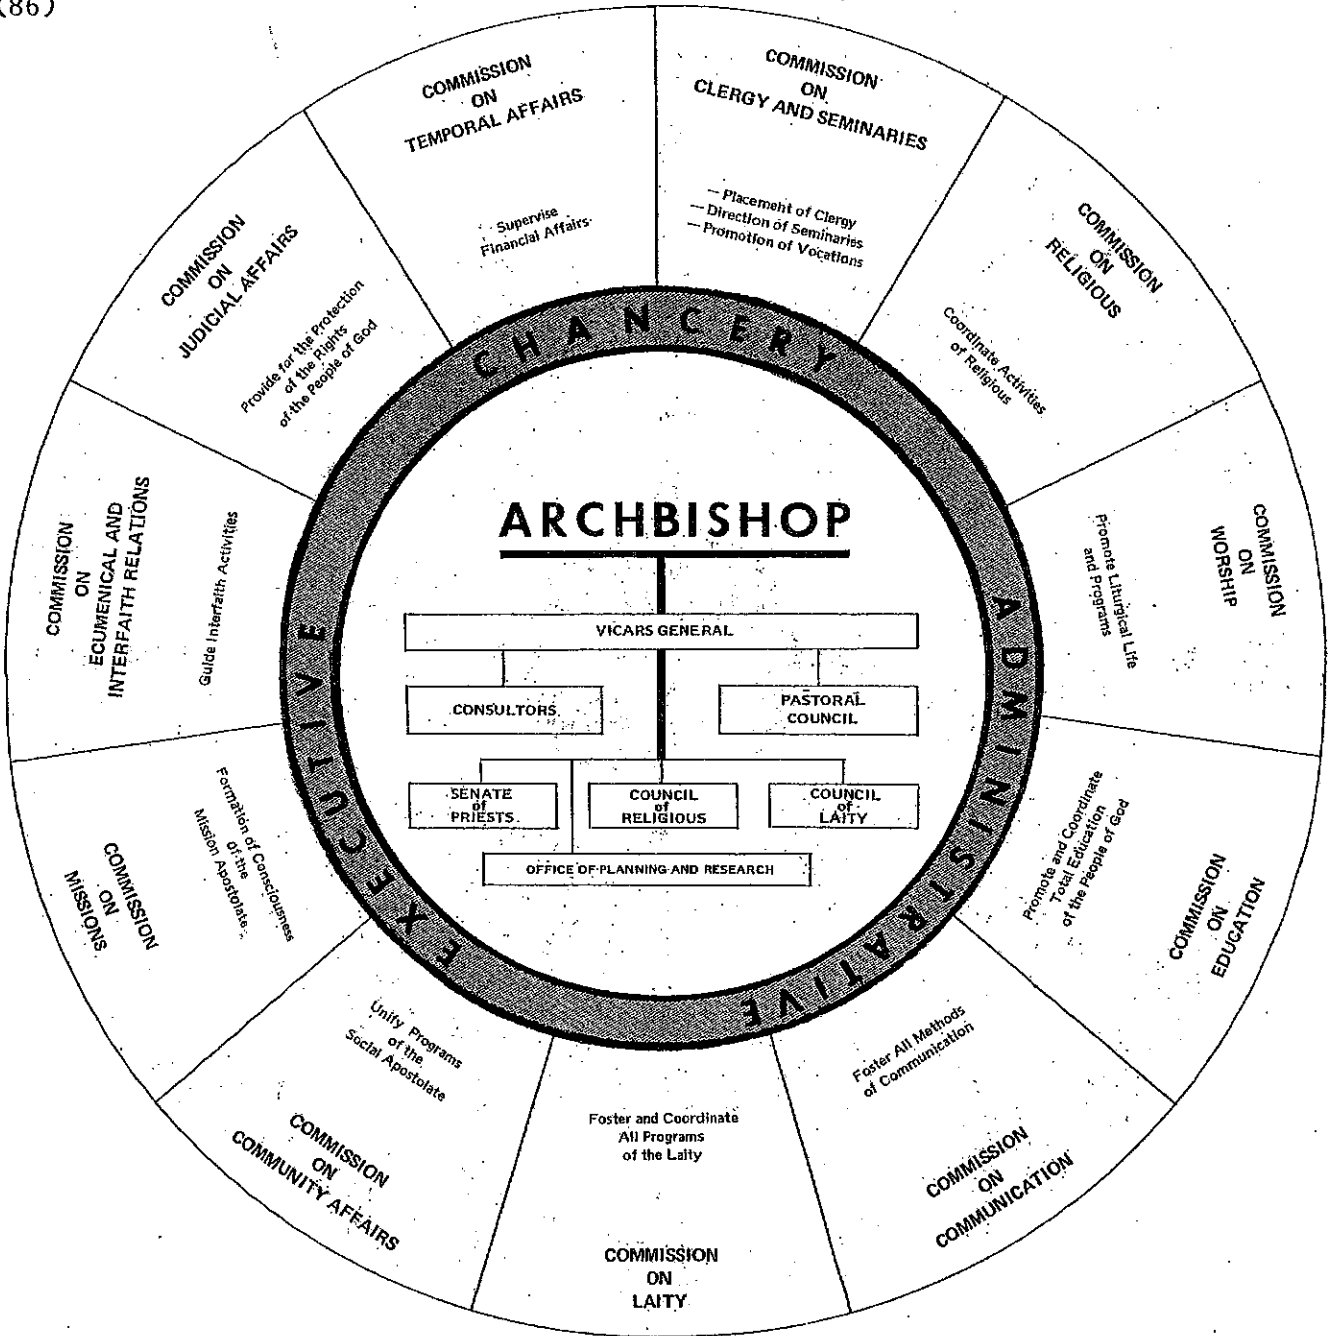 (86)
COMMISSION
ON
TEMPORAL AFFAIRS
Supervise
Financial Affairs
COMMISSION
ON
CLERGY AND SEMINARIES
— Placement of Clergy
— Direction of Seminaries
— Promotion of Vocations
COMMISSION
ON
RELIGIOUS
Coordinate Activities
of Religious
COMMISSION
ON
WORSHIP
Promote Liturgical Life
and Programs
COMMISSION
ON
EDUCATION
Promote and Coordinate
Total Education
of the People of God
COMMISSION
ON
COMMUNICATION
Foster All Methods
of Communication
COMMISSION
ON
LAITY
Foster and Coordinate
All Programs
of the Laity
COMMISSION
ON
COMMUNITY AFFAIRS
Unify Programs
of the
Social Apostolate
COMMISSION
ON
MISSIONS
Formation of Consciousness
of the
Mission Apostolate
COMMISSION
ON
ECUMENICAL AND
INTERFAITH RELATIONS
Guide Interfaith Activities
COMMISSION
ON
JUDICIAL AFFAIRS
Provide for the Protection
of the Rights
of the People of God
CHANCERY
ADMINISTRATIVE
EXECUTIVE
ARCHBISHOP
VICARS GENERAL
CONSULTORS
PASTORAL
COUNCIL
SENATE
of
PRIESTS
COUNCIL
of
RELIGIOUS
COUNCIL
of
LAITY
OFFICE OF PLANNING AND RESEARCH